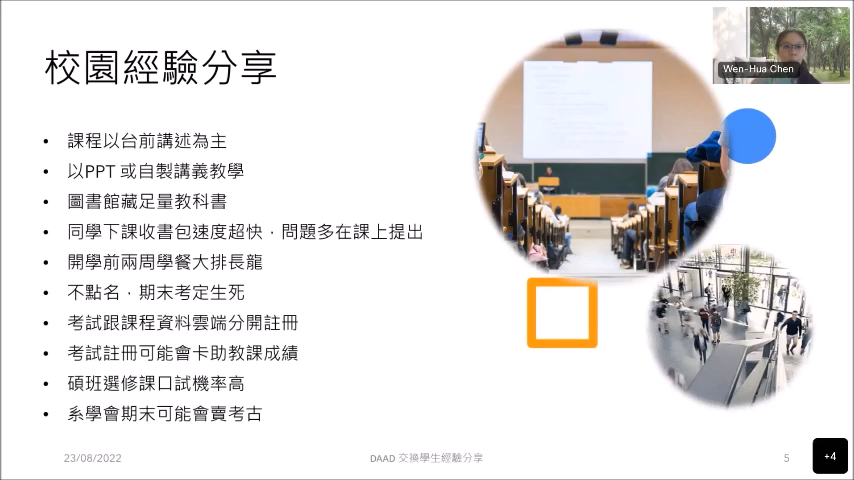 校園經驗分享
Wen-Hua Chen
• 課程以台前講述為主
• 以PPT 或自製講義教學
• 圖書館藏足量教科書
• 同學下課收書包速度超快，問題多在課上提出
• 開學前兩周學餐大排長龍
• 不點名，期末考定生死
• 考試跟課程資料雲端分開註冊
• 考試註冊可能會卡助教課成績
• 碩班選修課口試機率高
• 系學會期末可能會賣考古
23/08/2022
DAAD 交換學生經驗分享
5
+4